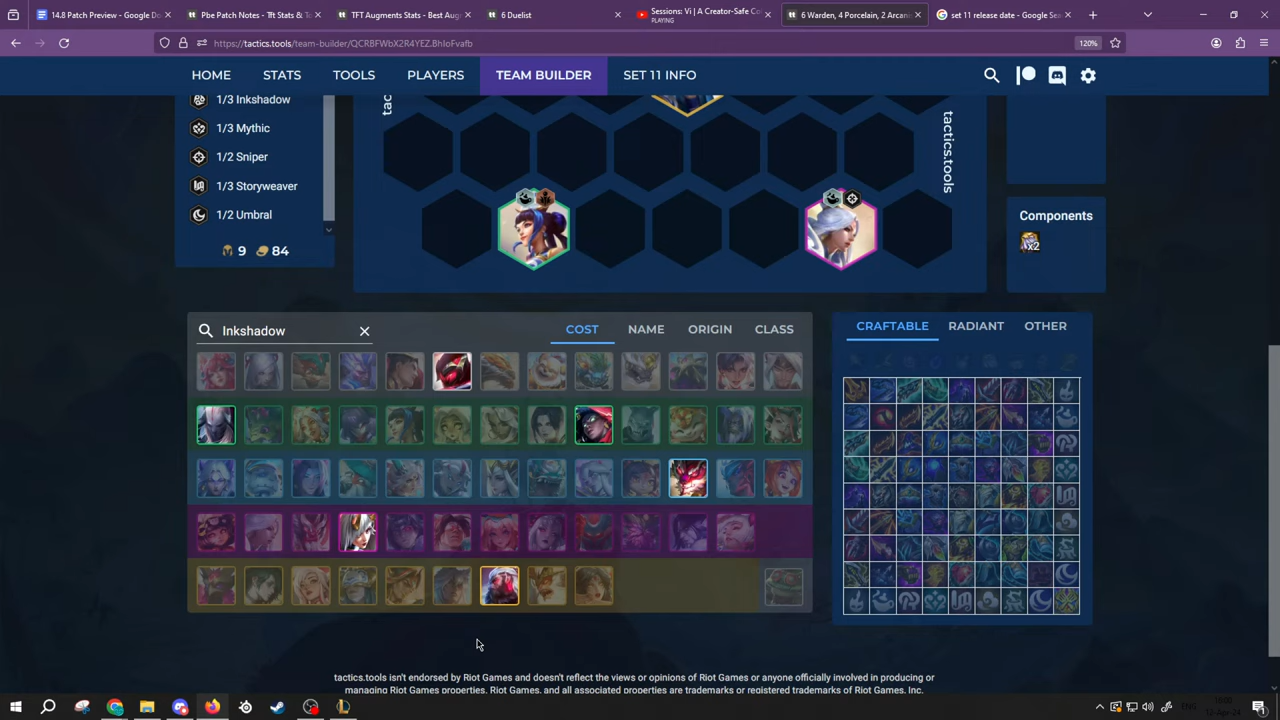 14.8 Patch Preview - Google Do
Pbe Patch Notes - Tft Stats & Te
TFT Augments Stats - Best Aug
6 Duelist
Sessions: Vi | A Creator-Safe Co
PLAYING
6 Warden, 4 Porcelain, 2 Arcani
set 11 release date - Google Sea
https://tactics.tools/team-builder/QCRBFWbX2R4YEZ.BhIoFvafb
120%
HOME
STATS
TOOLS
PLAYERS
TEAM BUILDER
SET 11 INFO
1/3 Inkshadow
1/3 Mythic
1/2 Sniper
1/3 Storyweaver
1/2 Umbral
9 84
tactics.tools
Components
x2
Inkshadow
COST
NAME
ORIGIN
CLASS
CRAFTABLE
RADIANT
OTHER
tactics.tools isn't endorsed by Riot Games and doesn't reflect the views or opinions of Riot Games or anyone officially involved in producing or
managing Riot Games properties. Riot Games, and all associated properties are trademarks or registered trademarks of Riot Games, Inc.
ENG